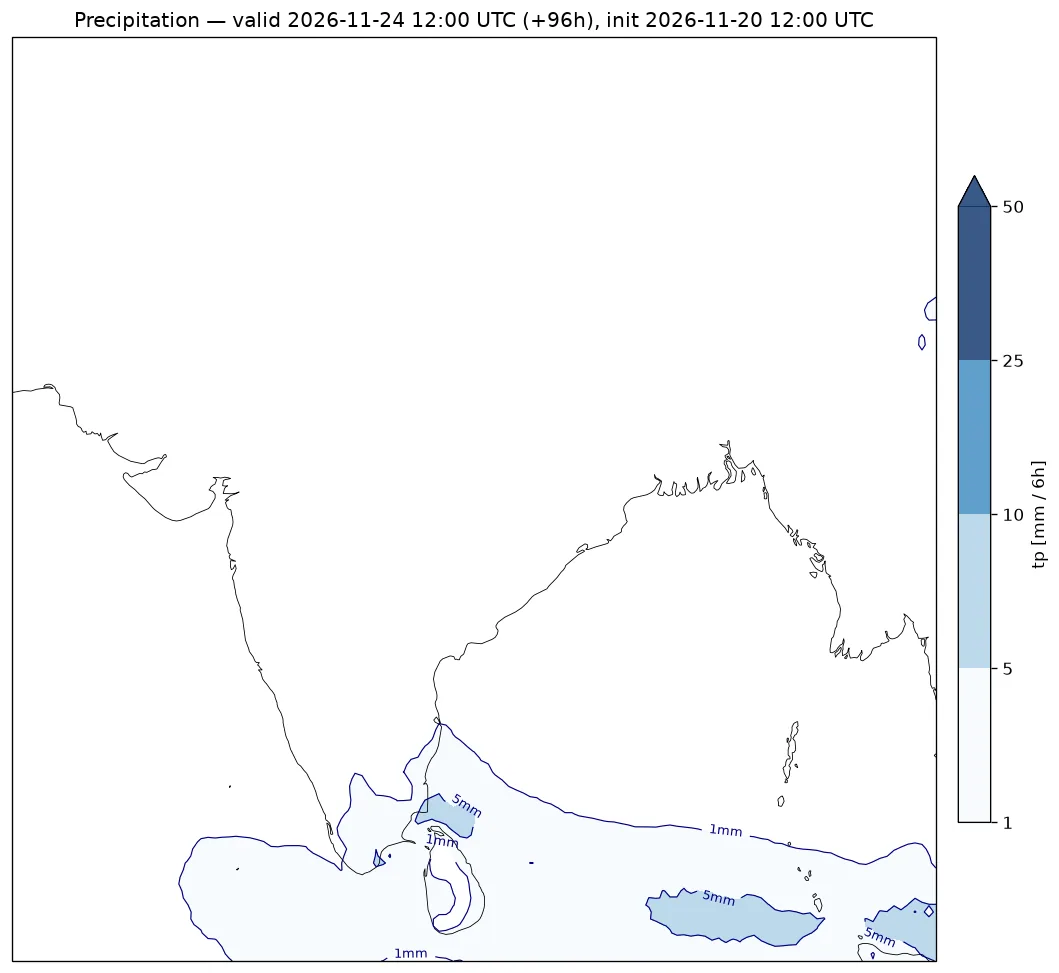 Precipitation — valid 2026-11-24 12:00 UTC (+96h), init 2026-11-20 12:00 UTC
50
25
10
5
1
tp [mm / 6h]
5mm
1mm
1mm
5mm
5mm
1mm